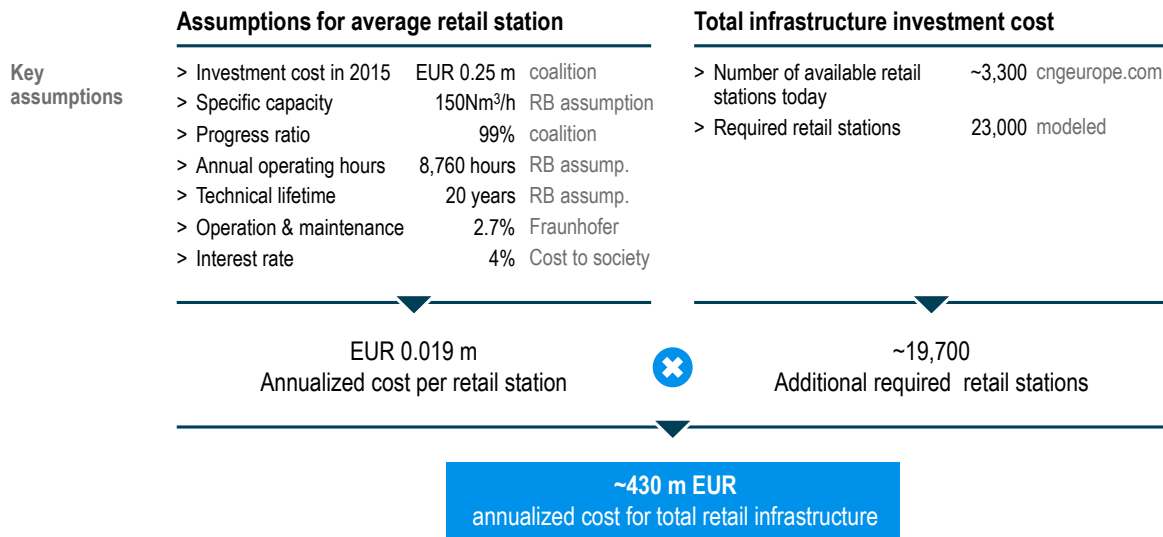 Assumptions for average retail station
Total infrastructure investment cost
Key
assumptions
> Investment cost in 2015 EUR 0.25 m coalition
> Specific capacity 150Nm³/h RB assumption
> Progress ratio 99% coalition
> Annual operating hours 8,760 hours RB assump.
> Technical lifetime 20 years RB assump.
> Operation & maintenance 2.7% Fraunhofer
> Interest rate 4% Cost to society
> Number of available retail ~3,300 cngeurope.com
stations today
> Required retail stations 23,000 modeled
EUR 0.019 m
Annualized cost per retail station
~19,700
Additional required retail stations
~430 m EUR
annualized cost for total retail infrastructure